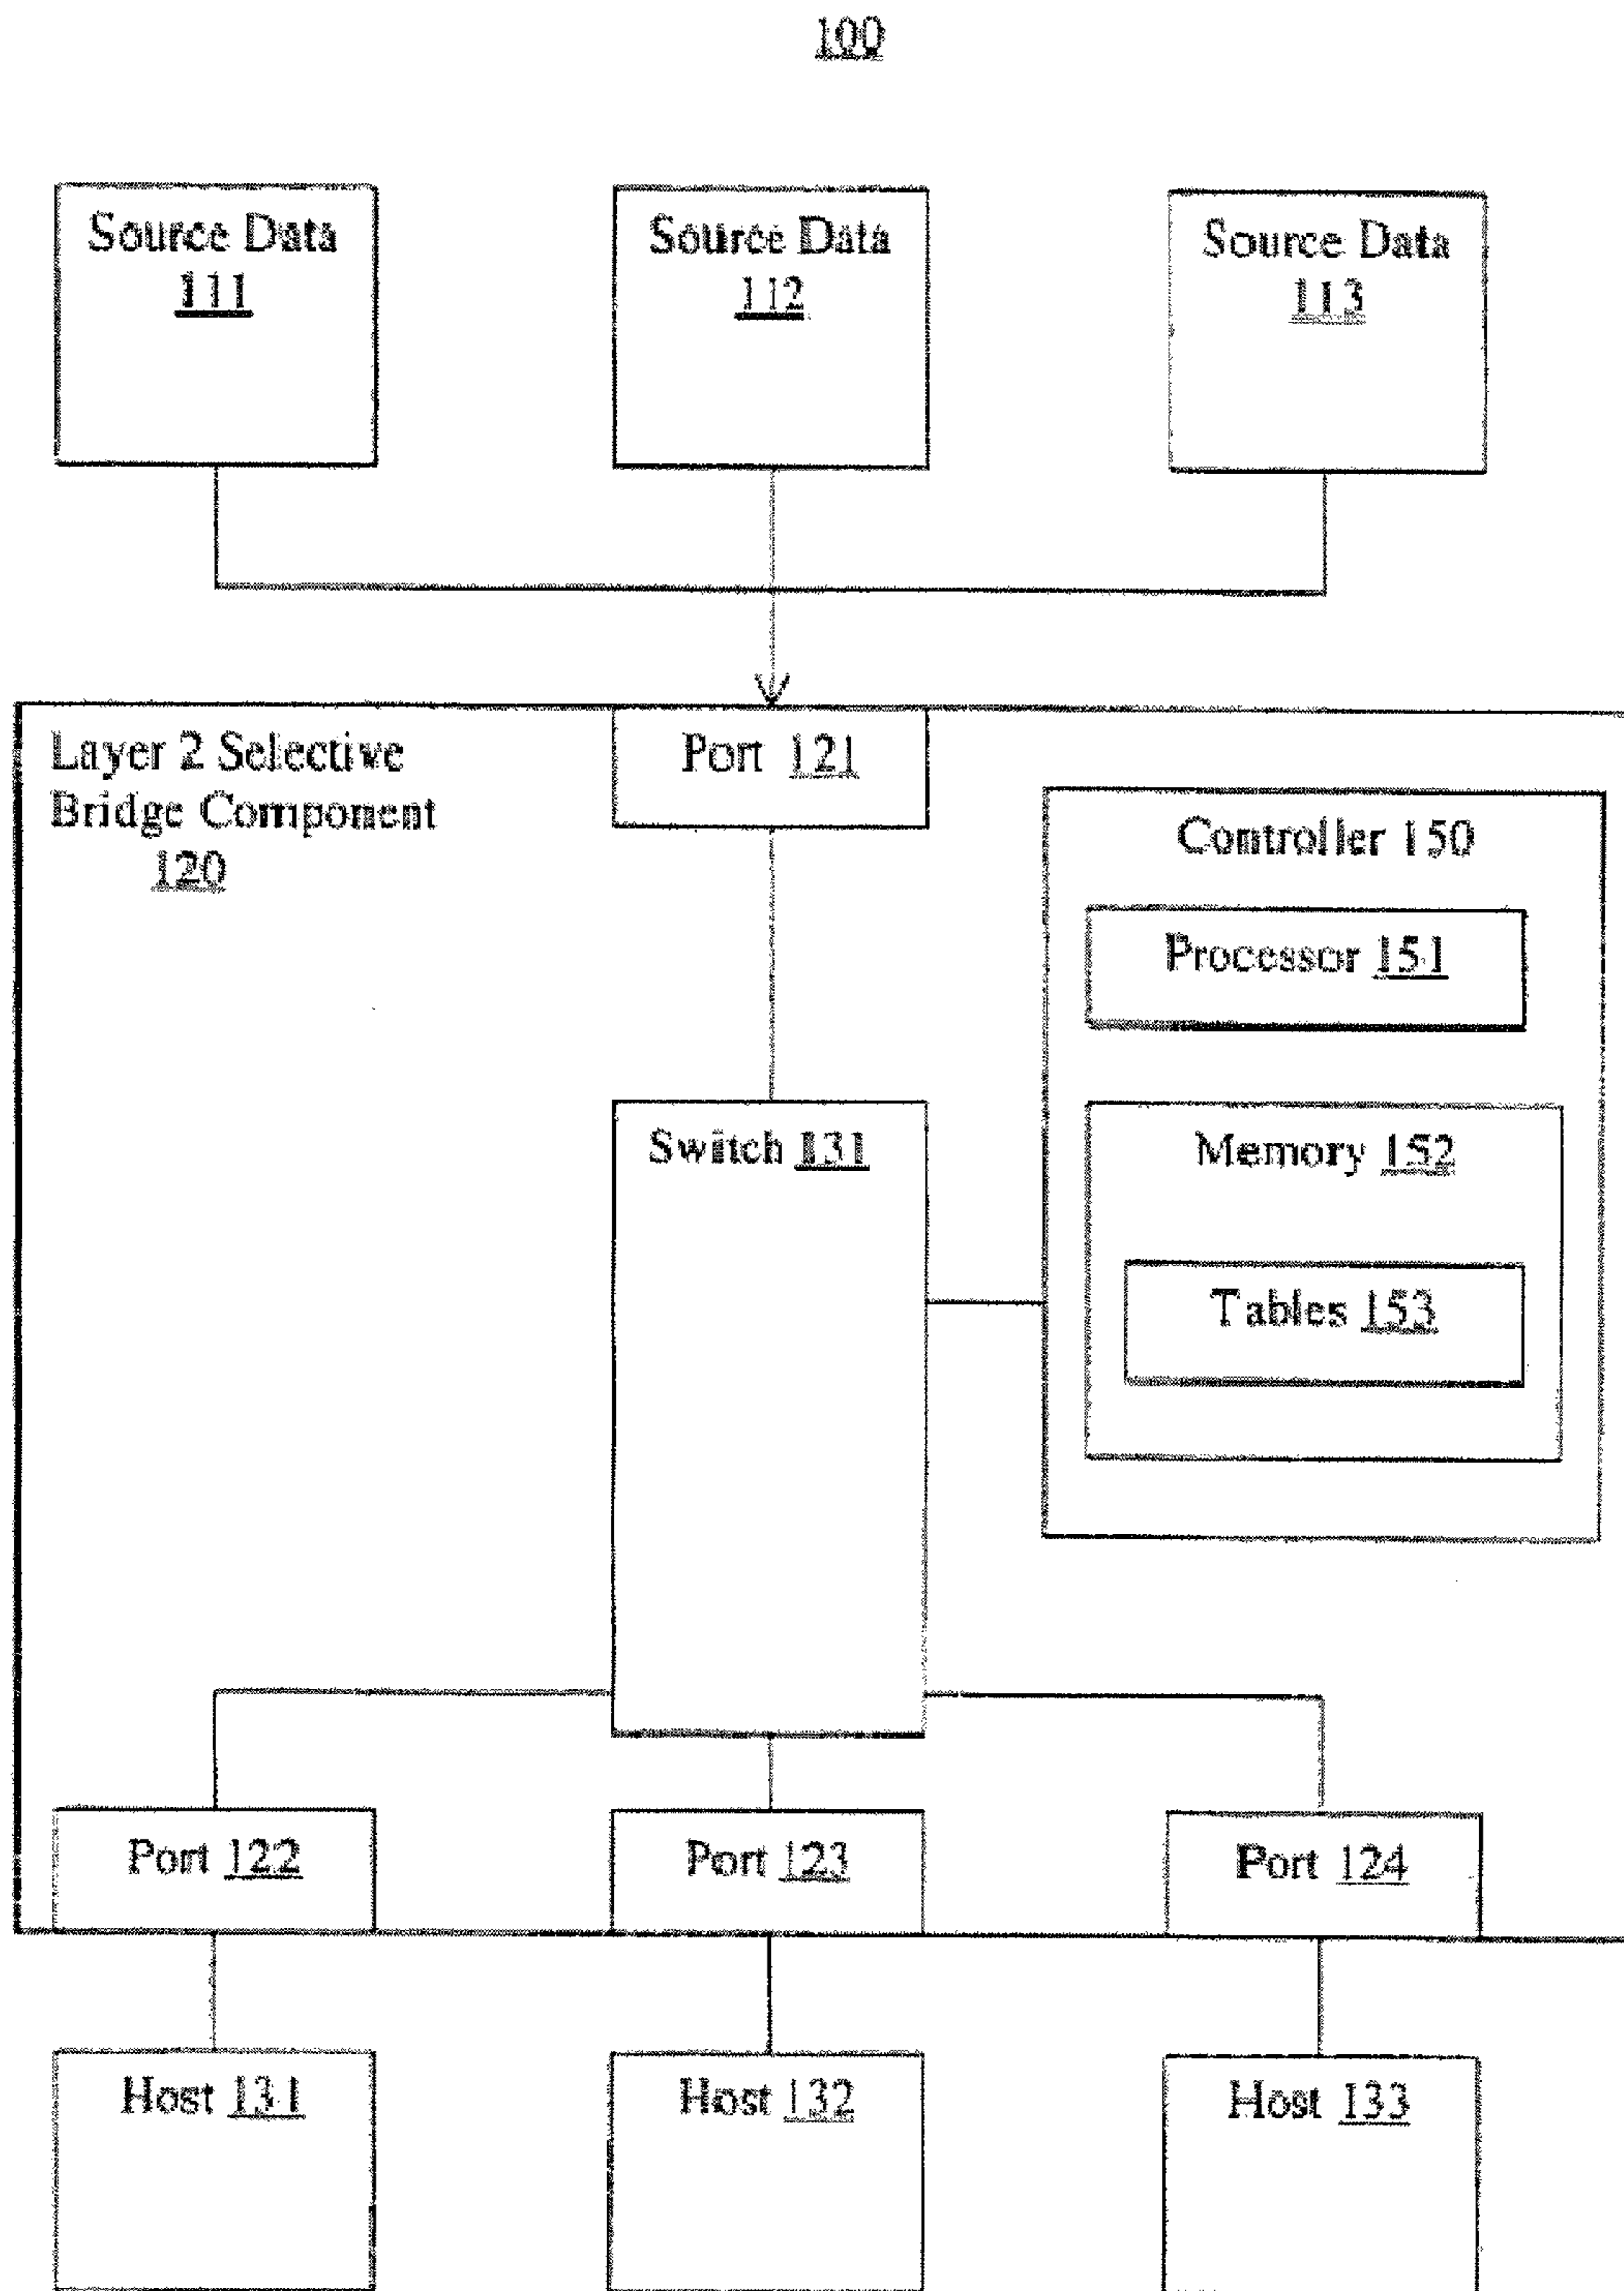 100
Source Data
111
Source Data
112
Source Data
113
Layer 2 Selective
Bridge Component
120
Port 121
Controller 150
Processor 151
Switch 131
Memory 152
Tables 153
Port 122
Port 123
Port 124
Host 131
Host 132
Host 133